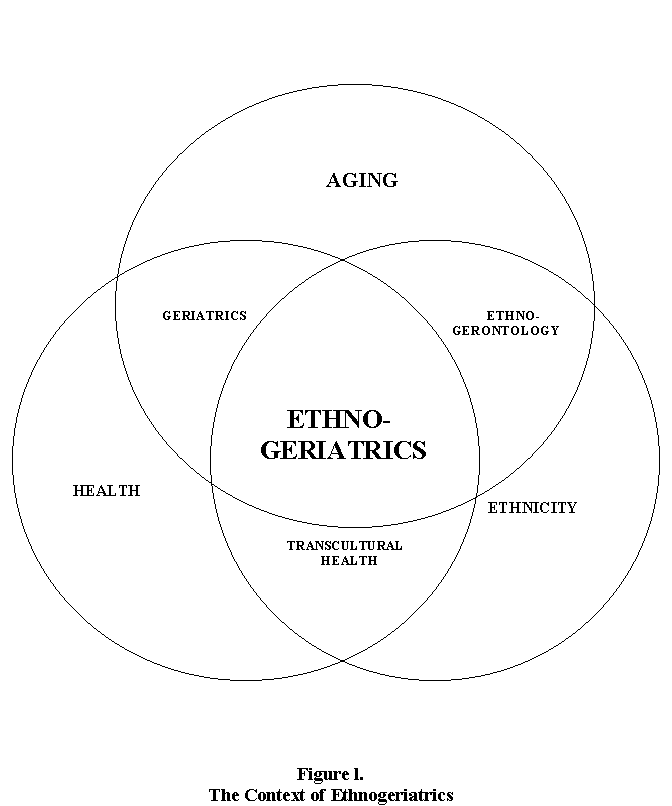 AGING
GERIATRICS
ETHNO-
GERONTOLOGY
ETHNO-
GERIATRICS
HEALTH
ETHNICITY
TRANSCULTURAL
HEALTH
Figure l.
The Context of Ethnogeriatrics